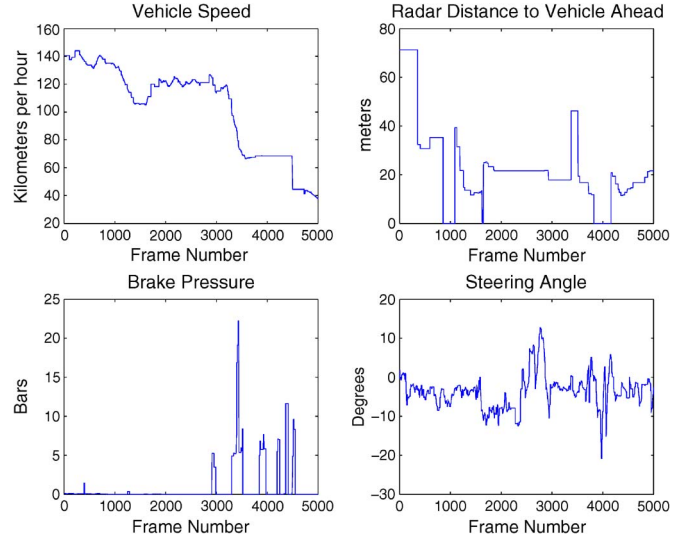 Vehicle Speed
Kilometers per hour
160
140
120
100
80
60
40
20
0 1000 2000 3000 4000 5000
Frame Number
Radar Distance to Vehicle Ahead
meters
80
60
40
20
0
0 1000 2000 3000 4000 5000
Frame Number
Brake Pressure
Bars
25
20
15
10
5
0
0 1000 2000 3000 4000 5000
Frame Number
Steering Angle
Degrees
20
10
0
−10
−20
−30
0 1000 2000 3000 4000 5000
Frame Number